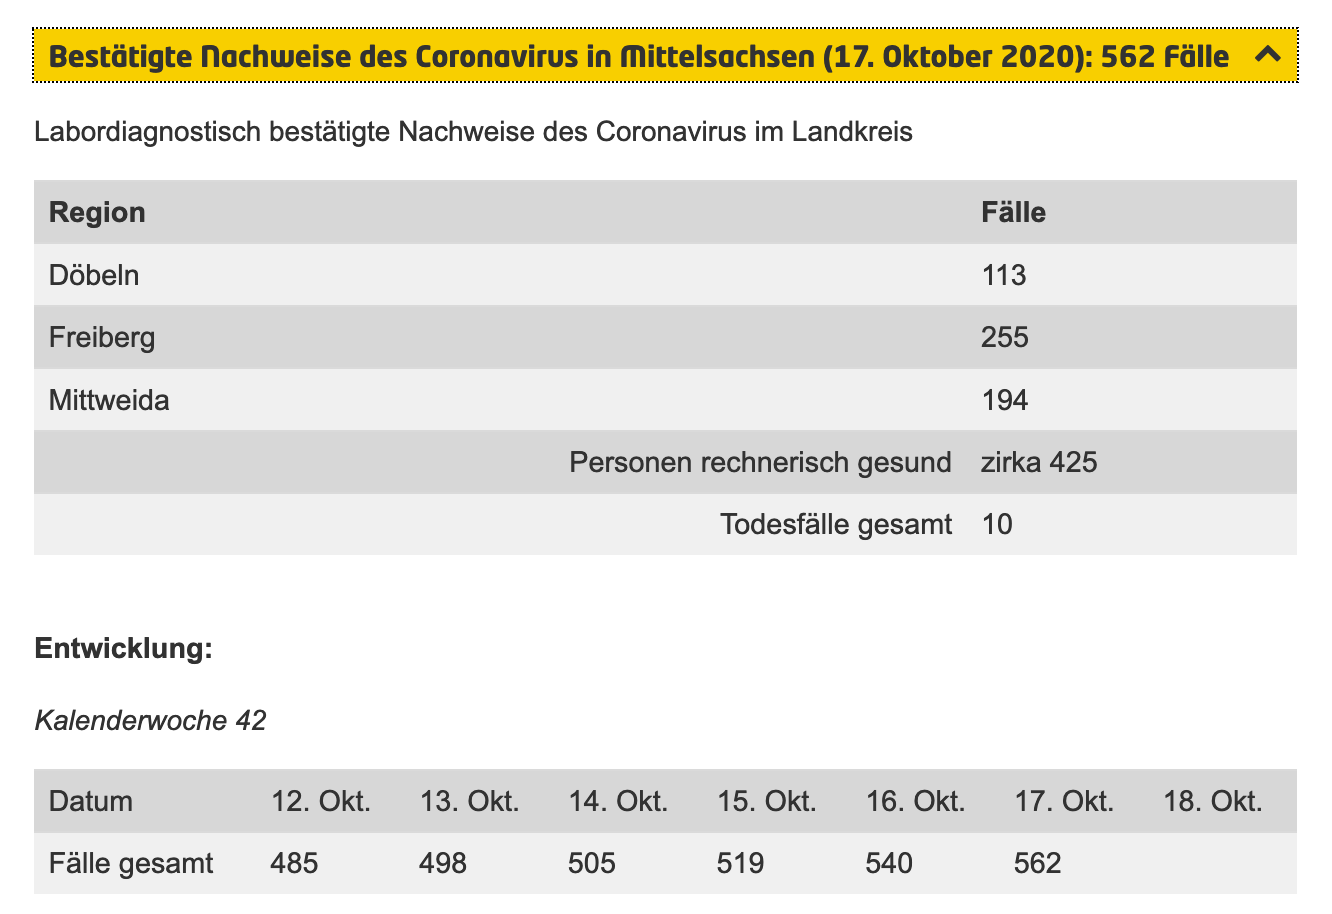 Bestätigte Nachweise des Coronavirus in Mittelsachsen (17. Oktober 2020): 562 Fälle
Labordiagnostisch bestätigte Nachweise des Coronavirus im Landkreis
Region Fälle
Döbeln 113
Freiberg 255
Mittweida 194
Personen rechnerisch gesund zirka 425
Todesfälle gesamt 10
Entwicklung:
Kalenderwoche 42
Datum 12. Okt. 13. Okt. 14. Okt. 15. Okt. 16. Okt. 17. Okt. 18. Okt.
Fälle gesamt 485 498 505 519 540 562